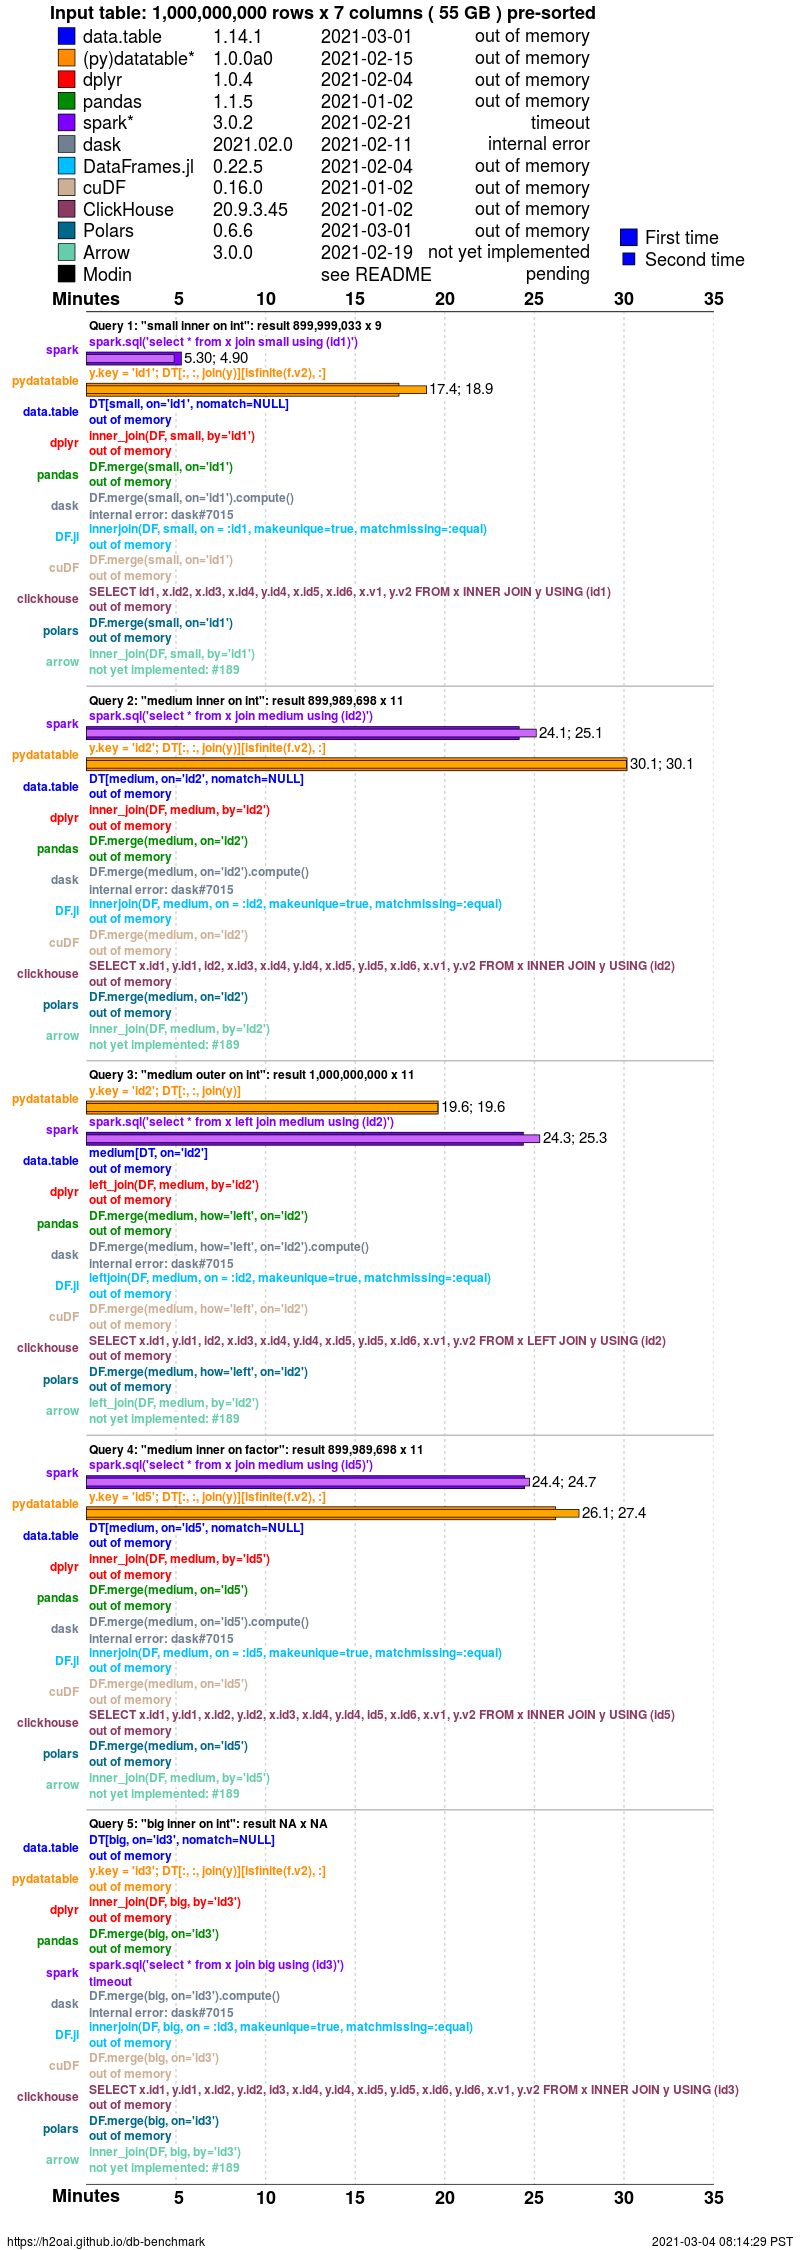 Input table: 1,000,000,000 rows x 7 columns ( 55 GB ) pre-sorted
data.table 1.14.1 2021-03-01 out of memory
(py)datatable* 1.0.0a0 2021-02-15 out of memory
dplyr 1.0.4 2021-02-04 out of memory
pandas 1.1.5 2021-01-02 out of memory
spark* 3.0.2 2021-02-21 timeout
dask 2021.02.0 2021-02-11 internal error
DataFrames.jl 0.22.5 2021-02-04 out of memory
cuDF 0.16.0 2021-01-02 out of memory
ClickHouse 20.9.3.45 2021-01-02 out of memory
Polars 0.6.6 2021-03-01 out of memory
Arrow 3.0.0 2021-02-19 not yet implemented
Modin see README pending
First time
Second time
Minutes 5 10 15 20 25 30 35
Query 1: "small inner on int": result 899,999,033 x 9
spark spark.sql('select * from x join small using (id1)')
5.30; 4.90
pydatatable y.key = 'id1'; DT[:, :, join(y)][isfinite(f.v2), :]
17.4; 18.9
data.table DT[small, on='id1', nomatch=NULL]
out of memory
dplyr inner_join(DF, small, by='id1')
out of memory
pandas DF.merge(small, on='id1')
out of memory
dask DF.merge(small, on='id1').compute()
internal error: dask#7015
DF.jl innerjoin(DF, small, on = :id1, makeunique=true, matchmissing=:equal)
out of memory
cuDF DF.merge(small, on='id1')
out of memory
clickhouse SELECT id1, x.id2, x.id3, x.id4, y.id4, x.id5, x.id6, x.v1, y.v2 FROM x INNER JOIN y USING (id1)
out of memory
polars DF.merge(small, on='id1')
out of memory
arrow inner_join(DF, small, by='id1')
not yet implemented: #189
Query 2: "medium inner on int": result 899,989,698 x 11
spark spark.sql('select * from x join medium using (id2)')
24.1; 25.1
pydatatable y.key = 'id2'; DT[:, :, join(y)][isfinite(f.v2), :]
30.1; 30.1
data.table DT[medium, on='id2', nomatch=NULL]
out of memory
dplyr inner_join(DF, medium, by='id2')
out of memory
pandas DF.merge(medium, on='id2')
out of memory
dask DF.merge(medium, on='id2').compute()
internal error: dask#7015
DF.jl innerjoin(DF, medium, on = :id2, makeunique=true, matchmissing=:equal)
out of memory
cuDF DF.merge(medium, on='id2')
out of memory
clickhouse SELECT x.id1, y.id1, id2, x.id3, x.id4, y.id4, x.id5, y.id5, x.id6, x.v1, y.v2 FROM x INNER JOIN y USING (id2)
out of memory
polars DF.merge(medium, on='id2')
out of memory
arrow inner_join(DF, medium, by='id2')
not yet implemented: #189
Query 3: "medium outer on int": result 1,000,000,000 x 11
pydatatable y.key = 'id2'; DT[:, :, join(y)]
19.6; 19.6
spark spark.sql('select * from x left join medium using (id2)')
24.3; 25.3
data.table medium[DT, on='id2']
out of memory
dplyr left_join(DF, medium, by='id2')
out of memory
pandas DF.merge(medium, how='left', on='id2')
out of memory
dask DF.merge(medium, how='left', on='id2').compute()
internal error: dask#7015
DF.jl leftjoin(DF, medium, on = :id2, makeunique=true, matchmissing=:equal)
out of memory
cuDF DF.merge(medium, how='left', on='id2')
out of memory
clickhouse SELECT x.id1, y.id1, id2, x.id3, x.id4, y.id4, x.id5, y.id5, x.id6, x.v1, y.v2 FROM x LEFT JOIN y USING (id2)
out of memory
polars DF.merge(medium, how='left', on='id2')
out of memory
arrow left_join(DF, medium, by='id2')
not yet implemented: #189
Query 4: "medium inner on factor": result 899,989,698 x 11
spark spark.sql('select * from x join medium using (id5)')
24.4; 24.7
pydatatable y.key = 'id5'; DT[:, :, join(y)][isfinite(f.v2), :]
26.1; 27.4
data.table DT[medium, on='id5', nomatch=NULL]
out of memory
dplyr inner_join(DF, medium, by='id5')
out of memory
pandas DF.merge(medium, on='id5')
out of memory
dask DF.merge(medium, on='id5').compute()
internal error: dask#7015
DF.jl innerjoin(DF, medium, on = :id5, makeunique=true, matchmissing=:equal)
out of memory
cuDF DF.merge(medium, on='id5')
out of memory
clickhouse SELECT x.id1, y.id1, x.id2, y.id2, x.id3, x.id4, y.id4, id5, x.id6, x.v1, y.v2 FROM x INNER JOIN y USING (id5)
out of memory
polars DF.merge(medium, on='id5')
out of memory
arrow inner_join(DF, medium, by='id5')
not yet implemented: #189
Query 5: "big inner on int": result NA x NA
data.table DT[big, on='id3', nomatch=NULL]
out of memory
pydatatable y.key = 'id3'; DT[:, :, join(y)][isfinite(f.v2), :]
out of memory
dplyr inner_join(DF, big, by='id3')
out of memory
pandas DF.merge(big, on='id3')
out of memory
spark spark.sql('select * from x join big using (id3)')
timeout
dask DF.merge(big, on='id3').compute()
internal error: dask#7015
DF.jl innerjoin(DF, big, on = :id3, makeunique=true, matchmissing=:equal)
out of memory
cuDF DF.merge(big, on='id3')
out of memory
clickhouse SELECT x.id1, y.id1, x.id2, y.id2, id3, x.id4, y.id4, x.id5, y.id5, x.id6, y.id6, x.v1, y.v2 FROM x INNER JOIN y USING (id3)
out of memory
polars DF.merge(big, on='id3')
out of memory
arrow inner_join(DF, big, by='id3')
not yet implemented: #189
Minutes 5 10 15 20 25 30 35
https://h2oai.github.io/db-benchmark 2021-03-04 08:14:29 PST